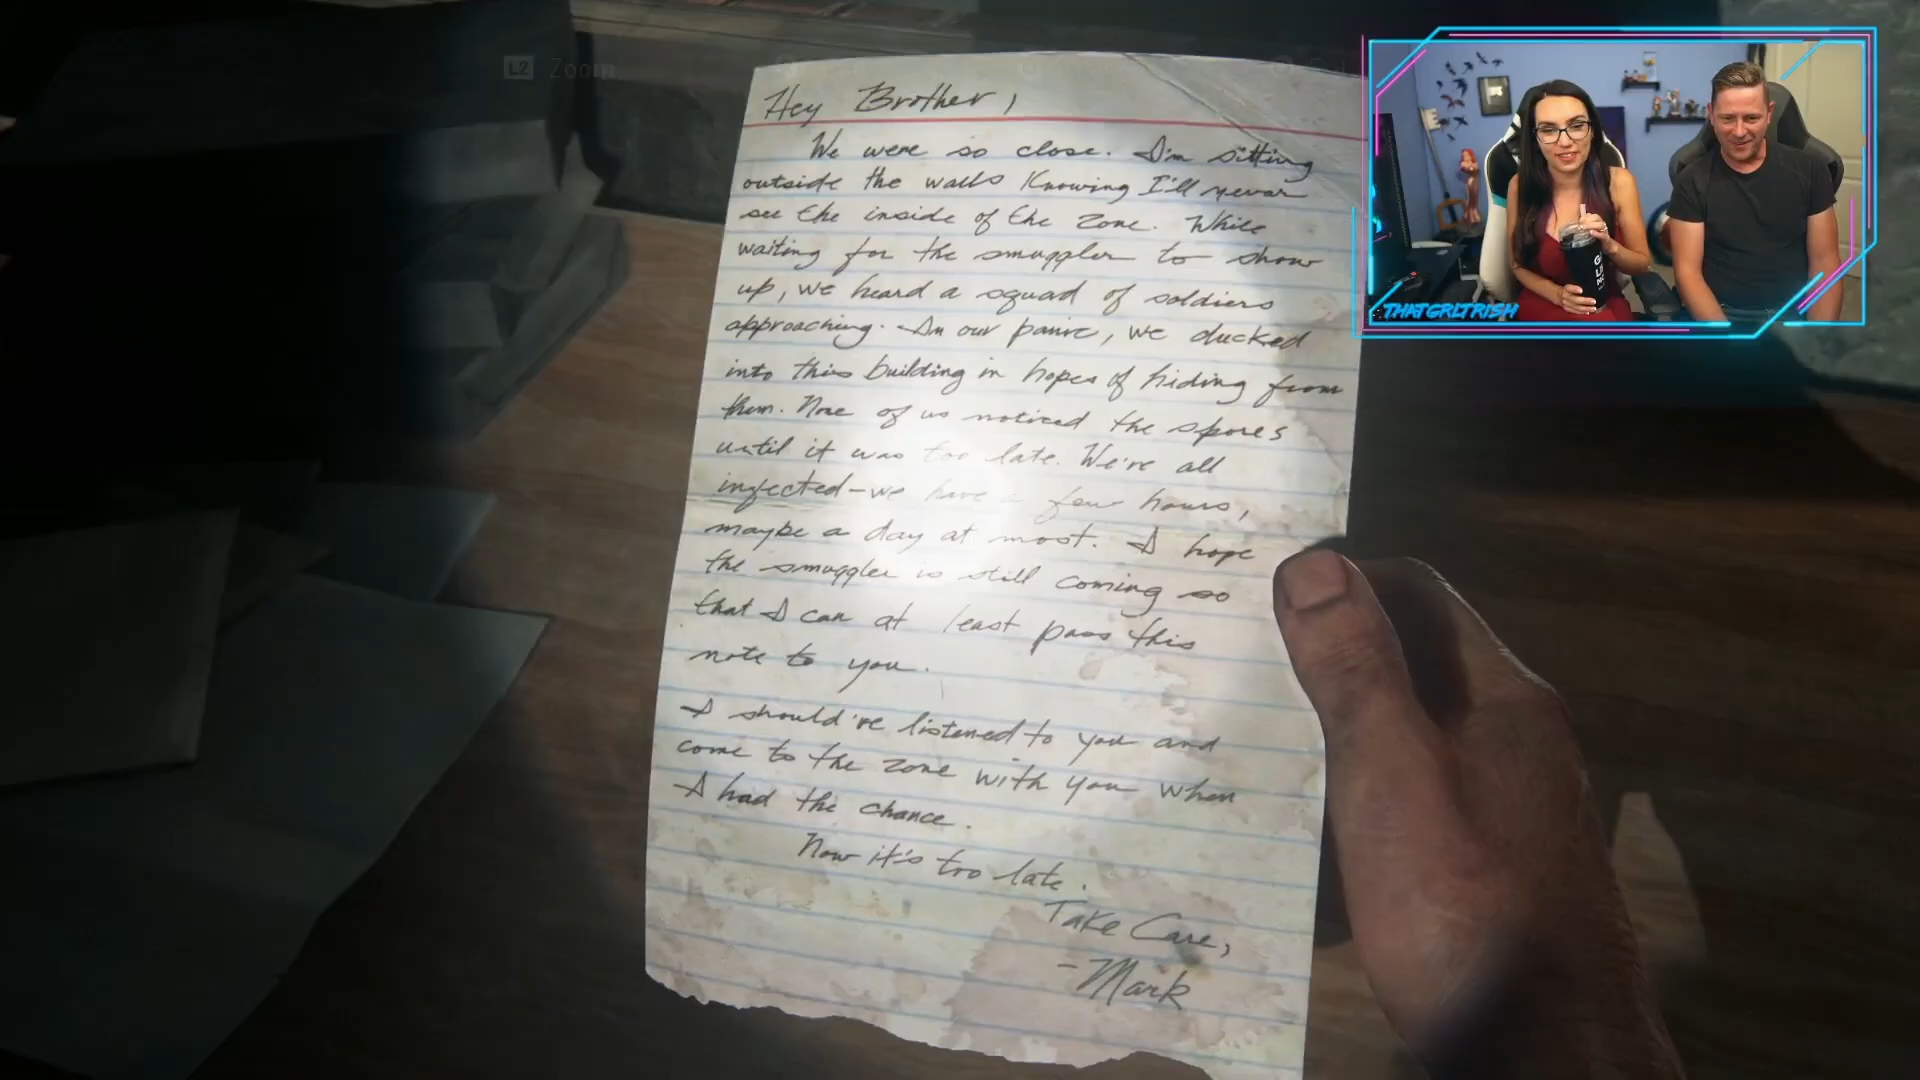 L2 Zoom
Hey Brother,
We were so close. I'm sitting
outside the walls knowing I'll never
see the inside of the zone. While
waiting for the smuggler to show
up, we heard a squad of soldiers
approaching. In our panic, we ducked
into this building in hopes of hiding from
them. None of us noticed the spores
until it was too late. We're all
infected-we have a few hours,
maybe a day at most. I hope
the smuggler is still coming so
that I can at least pass this
note to you.
I should've listened to you and
come to the zone with you when
I had the chance.
Now it's too late.
Take Care,
-Mark
THATGRLTRISH